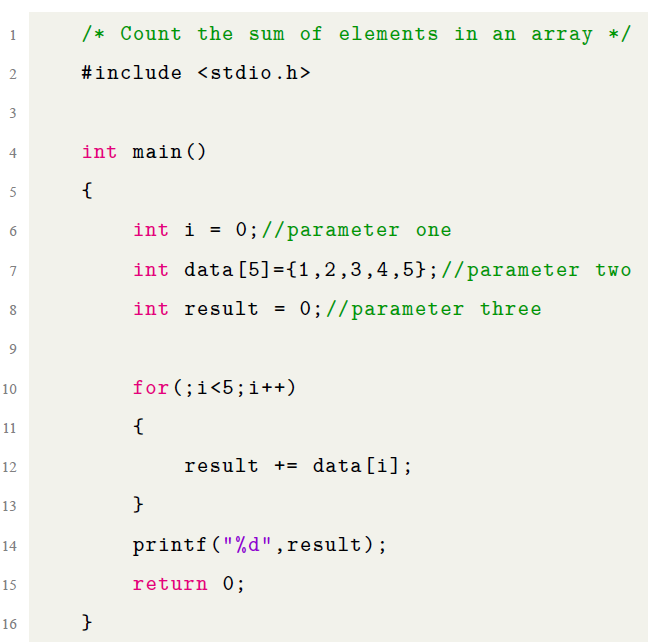 1 /* Count the sum of elements in an array */
2 #include <stdio.h>
3
4 int main()
5 {
6 int i = 0;//parameter one
7 int data[5]={1,2,3,4,5};//parameter two
8 int result = 0;//parameter three
9
10 for(;i<5;i++)
11 {
12 result += data[i];
13 }
14 printf("%d",result);
15 return 0;
16 }